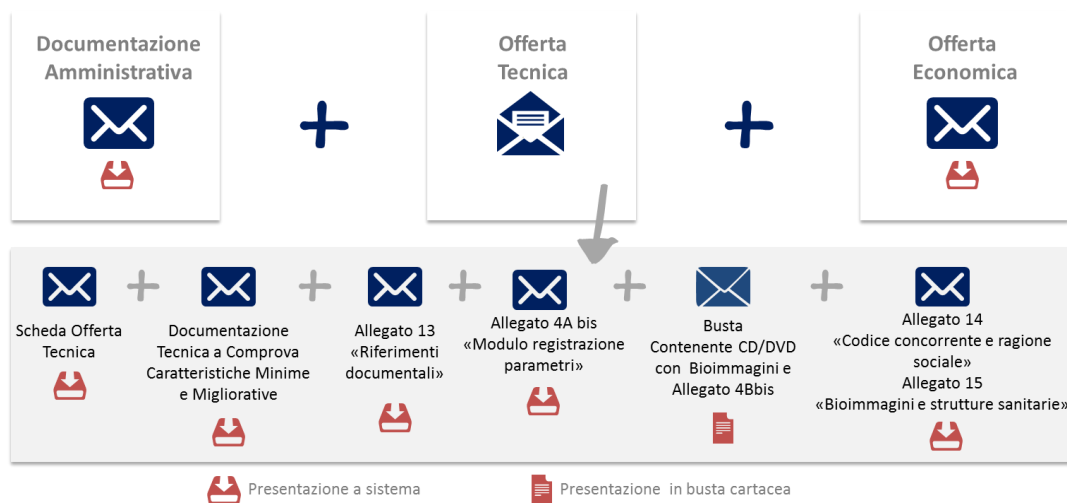 Documentazione
Amministrativa
Offerta
Tecnica
Offerta
Economica
Scheda Offerta
Tecnica
Documentazione
Tecnica a Comprova
Caratteristiche Minime
e Migliorative
Allegato 13
«Riferimenti
documentali»
Allegato 4A bis
«Modulo registrazione
parametri»
Busta
Contenente CD/DVD
con Bioimmagini e
Allegato 4Bbis
Allegato 14
«Codice concorrente e ragione
sociale»
Allegato 15
«Bioimmagini e strutture sanitarie»
Presentazione a sistema
Presentazione in busta cartacea